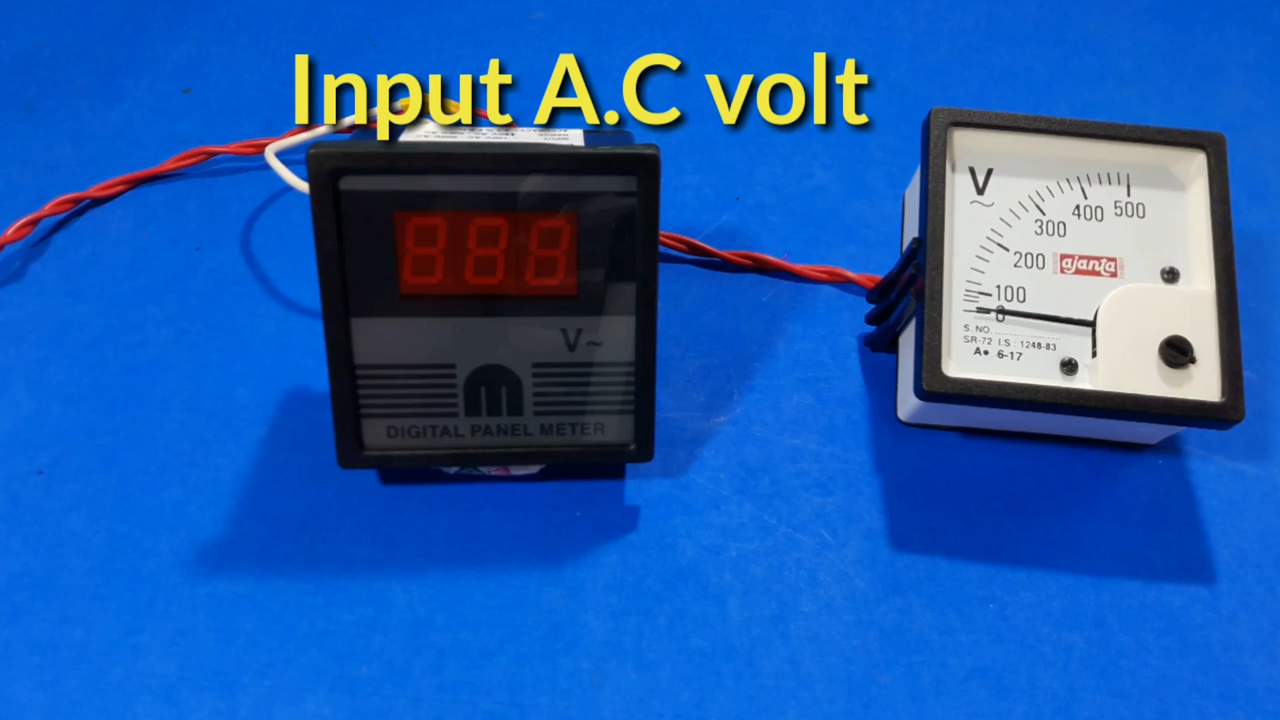 Input A.C volt
888
V~
m
DIGITAL PANEL METER
V
~
500
400
300
200
ajanta
100
0
S. NO.
SR-72 I.S : 1248-83
A• 6-17